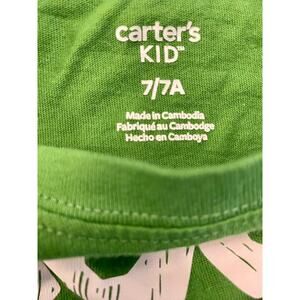 carter's
KID™
7/7A
Made in Cambodia
Fabriqué au Cambodge
Hecho en Camboya